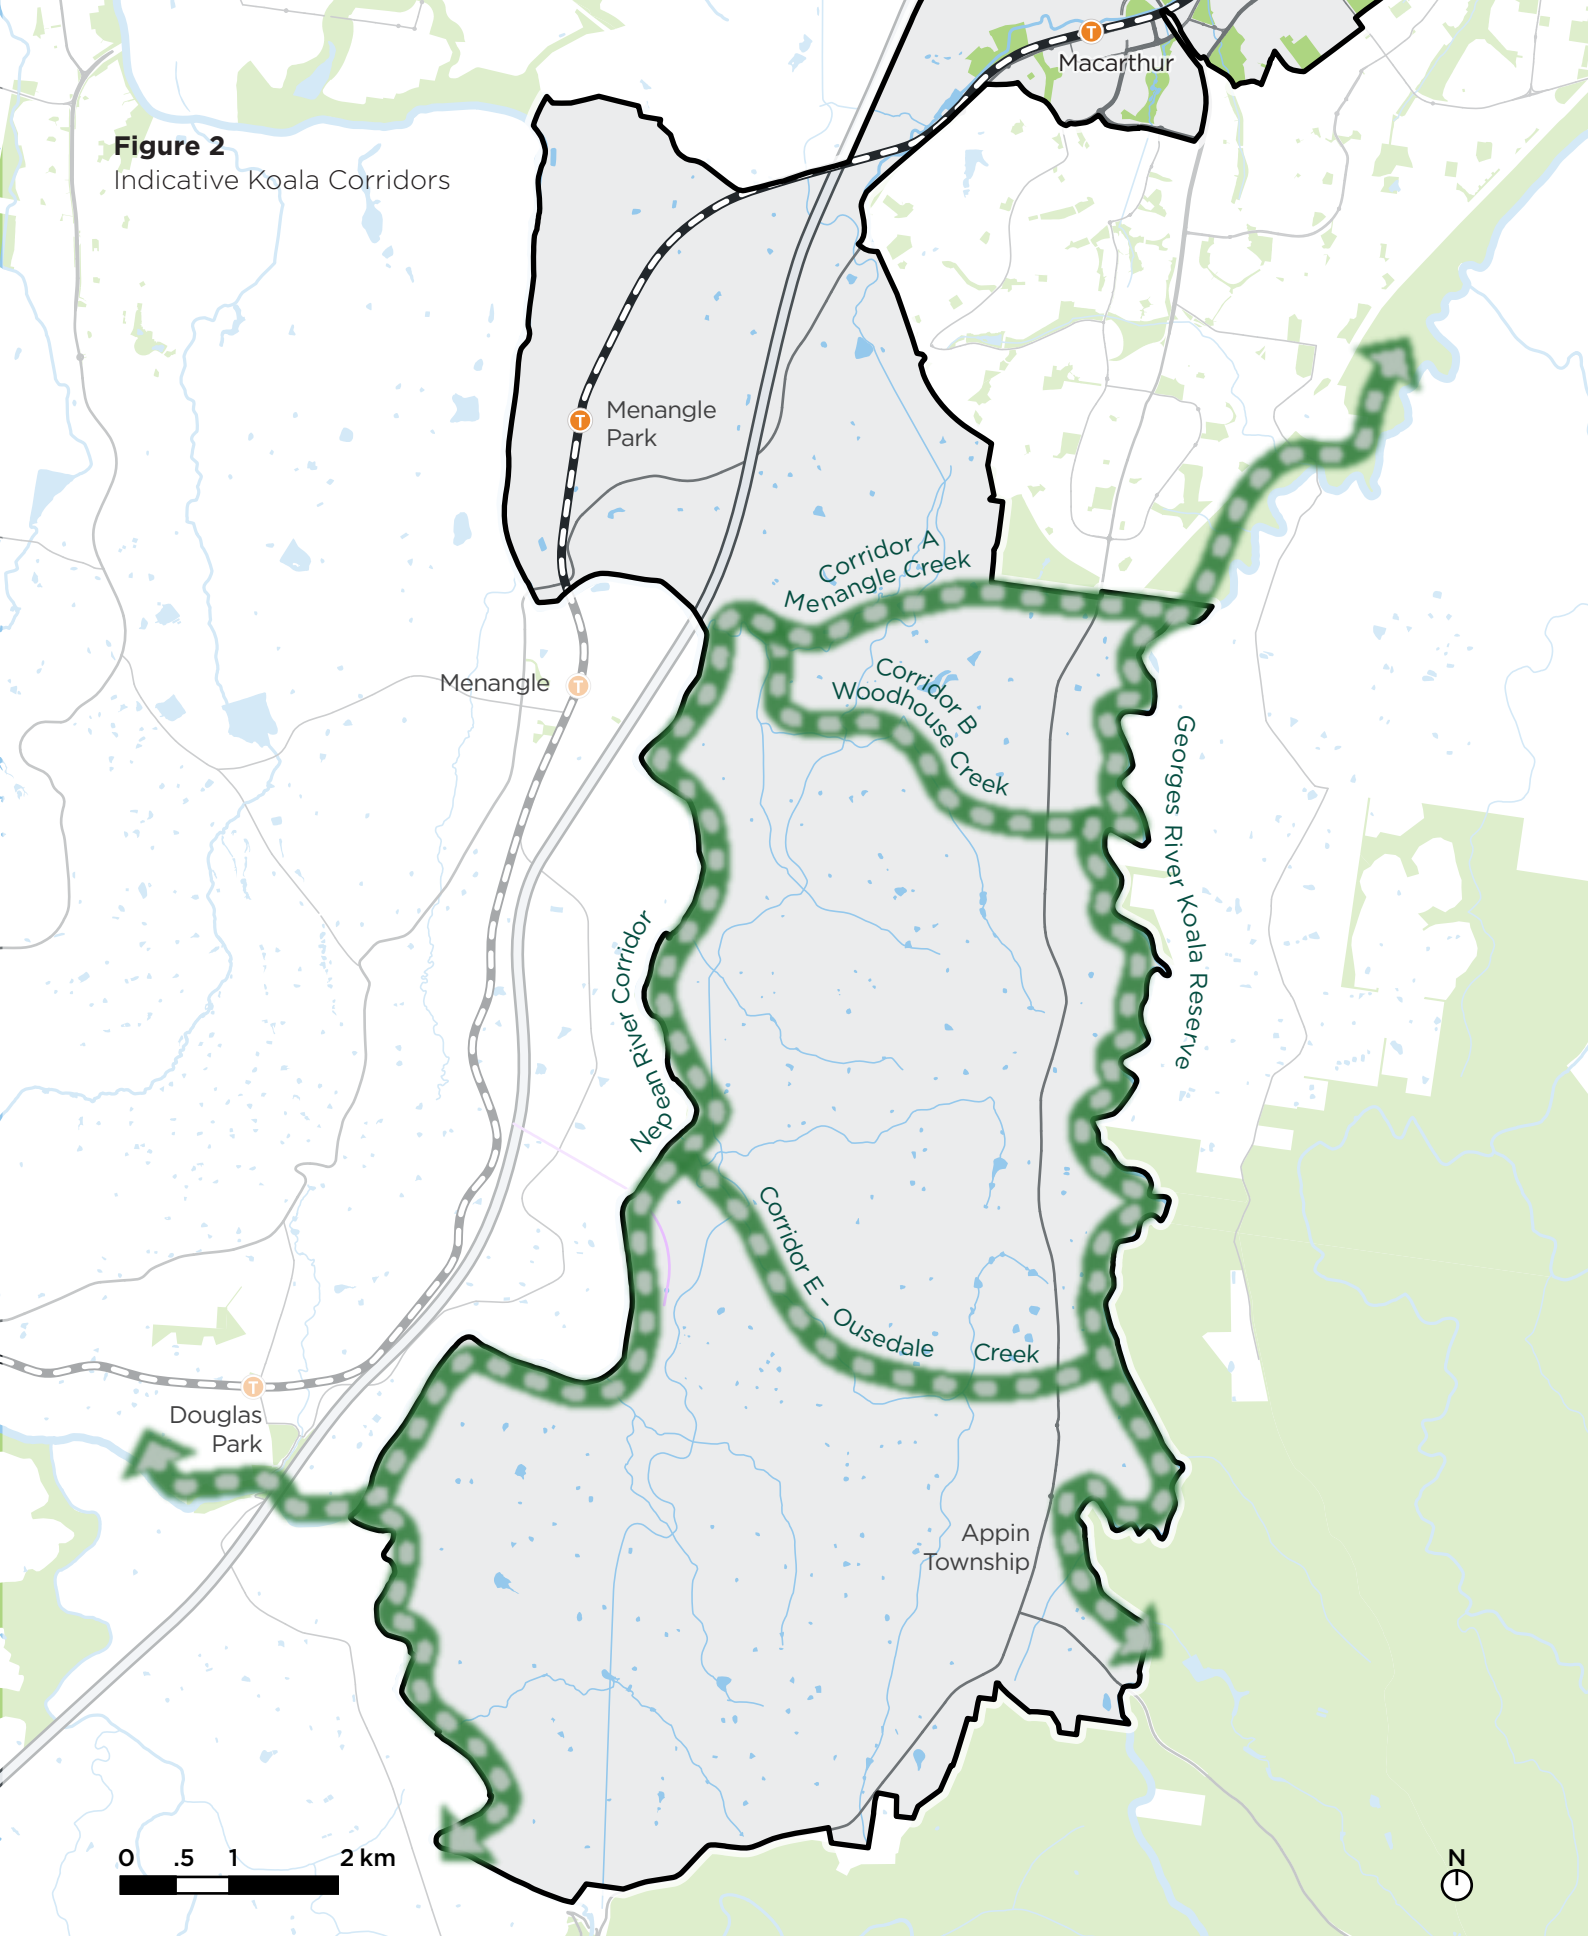 Macarthur
Figure 2
Indicative Koala Corridors
Menangle
Park
Corridor A
Menangle Creek
Corridor B
Woodhouse Creek
Menangle
Georges River Koala Reserve
Nepean River Corridor
Corridor E – Ousedale Creek
Douglas
Park
Appin
Township
0 .5 1 2 km
N
T
T
T
T